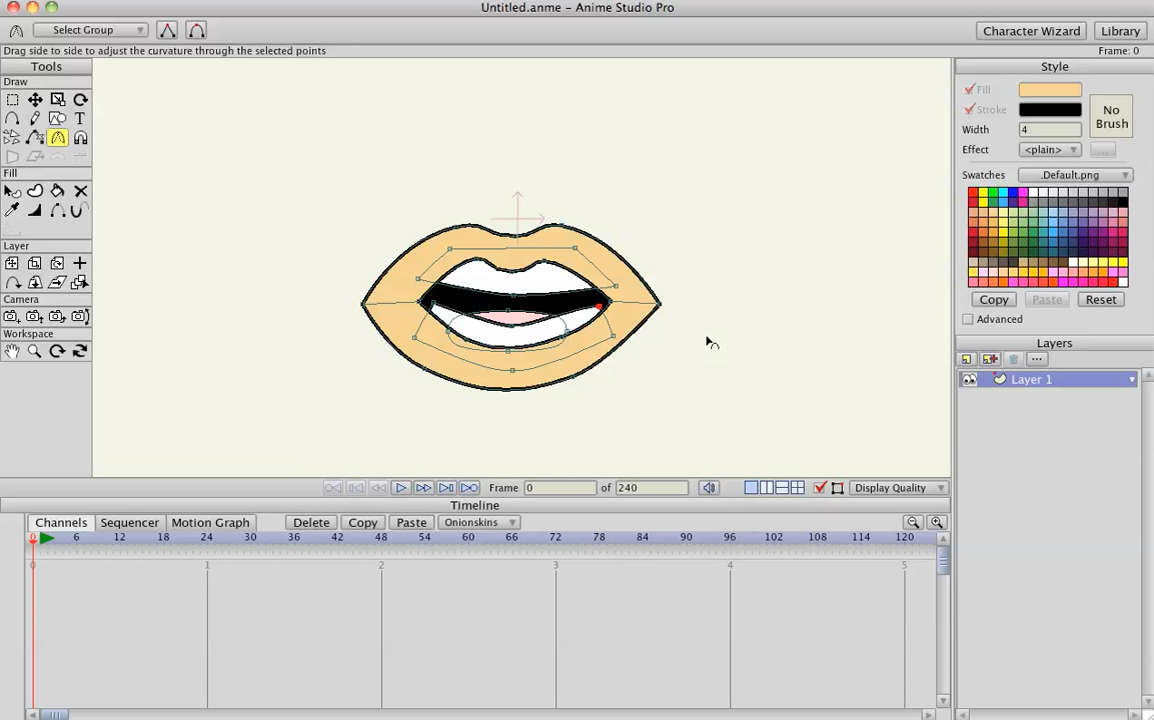 Untitled.anme – Anime Studio Pro
Select Group
Character Wizard
Library
Drag side to side to adjust the curvature through the selected points
Frame: 0
Tools
Draw
T
Fill
Layer
Camera
Workspace
Style
Fill
Stroke
No Brush
Width
4
Effect
<plain>
...
Swatches
.Default.png
Copy
Paste
Reset
Advanced
Layers
...
Layer 1
Frame
0
of
240
Display Quality
Timeline
Channels
Sequencer
Motion Graph
Delete
Copy
Paste
Onionskins
0 6 12 18 24 30 36 42 48 54 60 66 72 78 84 90 96 102 108 114 120
0 1 2 3 4 5